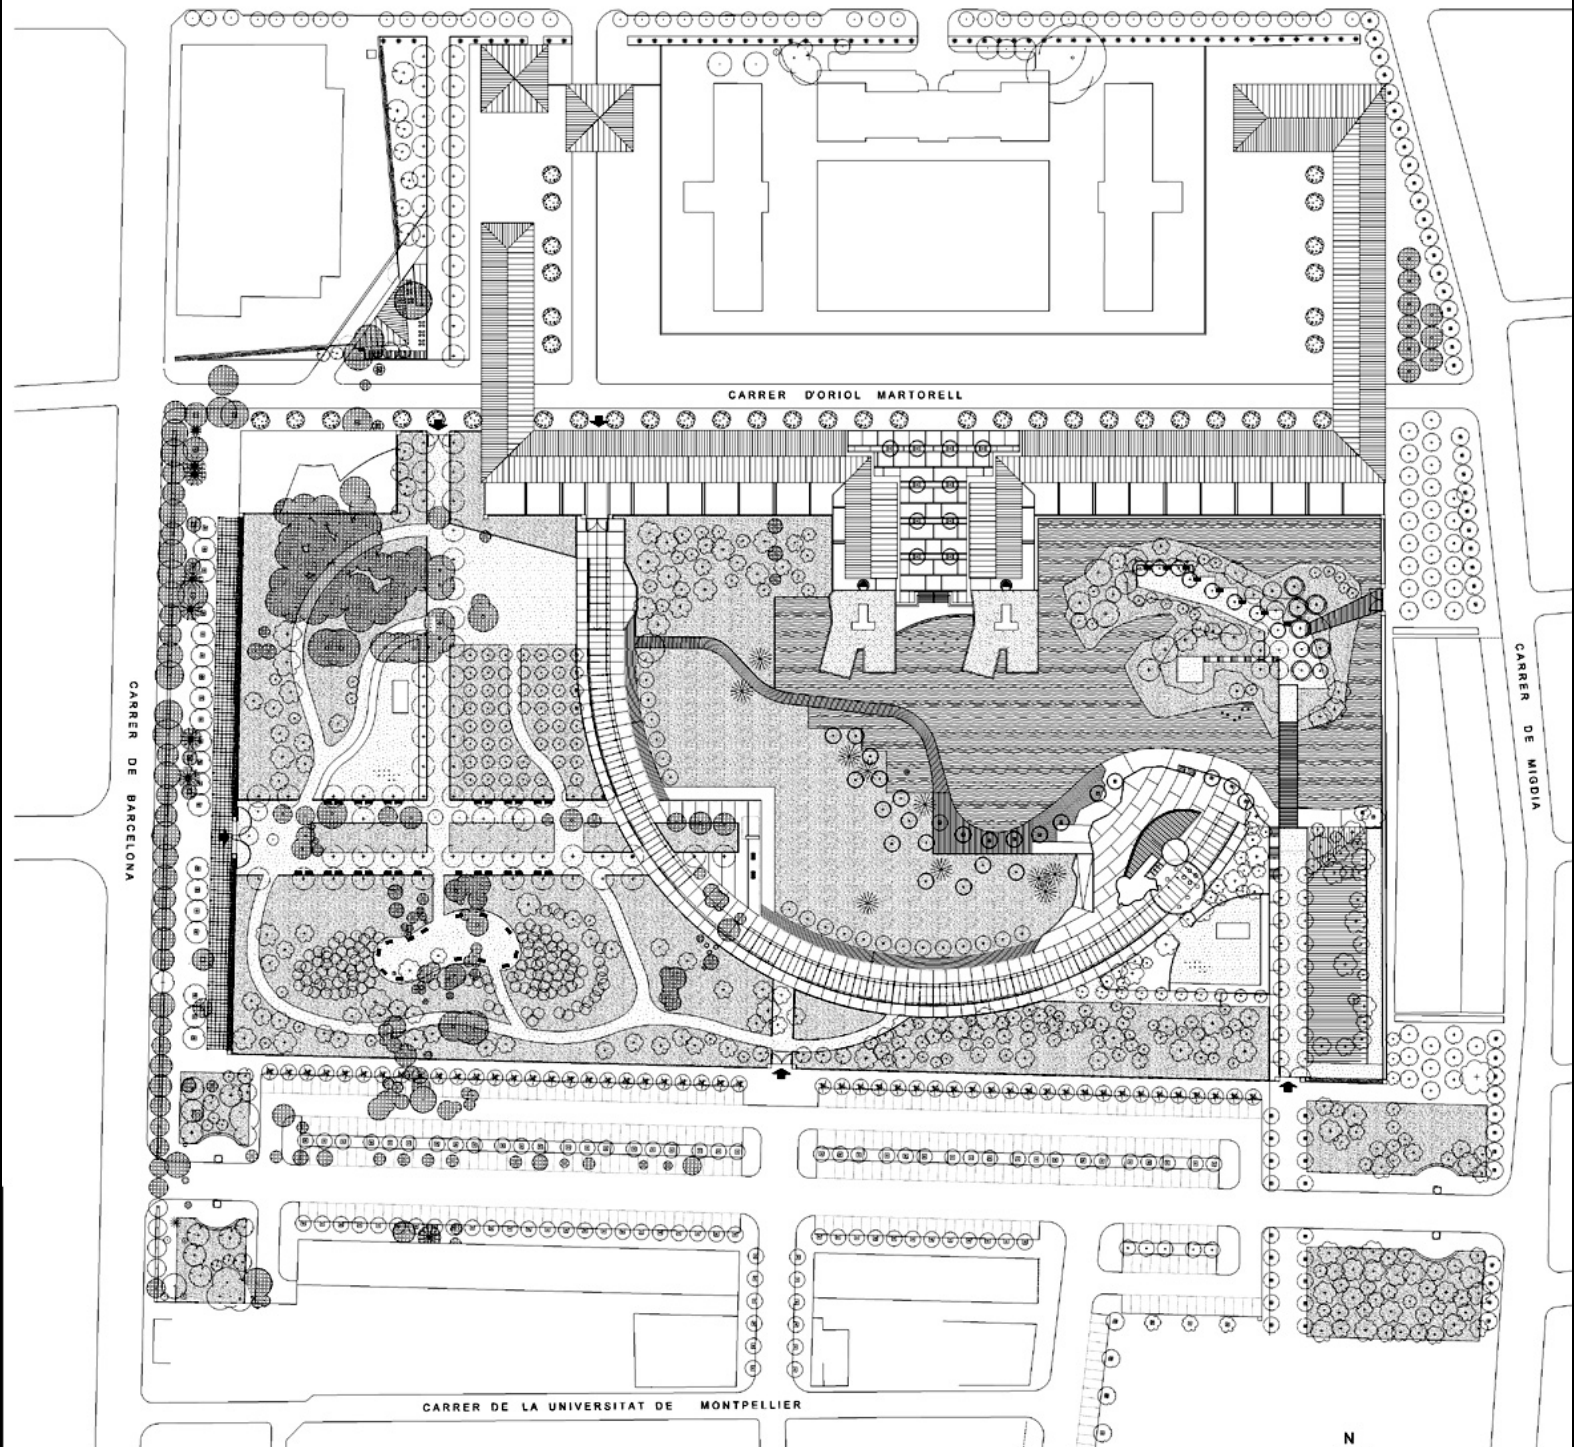 CARRER D'ORIOL MARTORELL
CARRER DE BARCELONA
CARRER DE MIGDIA
CARRER DE LA UNIVERSITAT DE MONTPELLIER
N